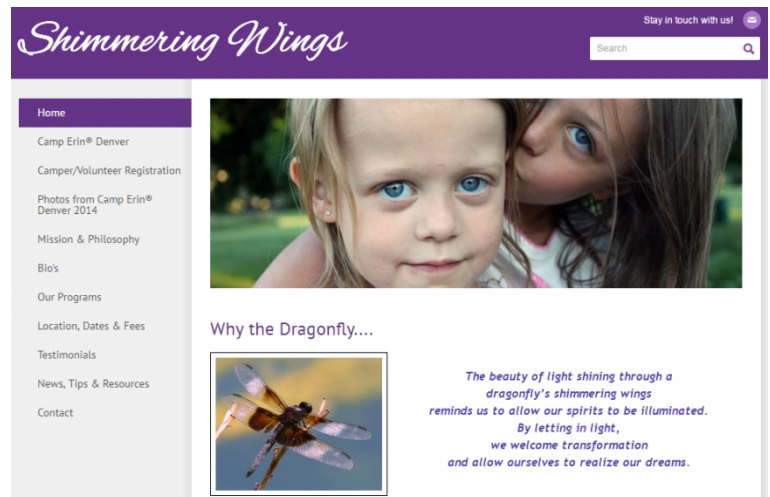 Shimmering Wings
Stay in touch with us!
Search
Home
Camp Erin® Denver
Camper/Volunteer Registration
Photos from Camp Erin®
Denver 2014
Mission & Philosophy
Bio's
Our Programs
Location, Dates & Fees
Testimonials
News, Tips & Resources
Contact
Why the Dragonfly....
The beauty of light shining through a
dragonfly's shimmering wings
reminds us to allow our spirits to be illuminated.
By letting in light,
we welcome transformation
and allow ourselves to realize our dreams.